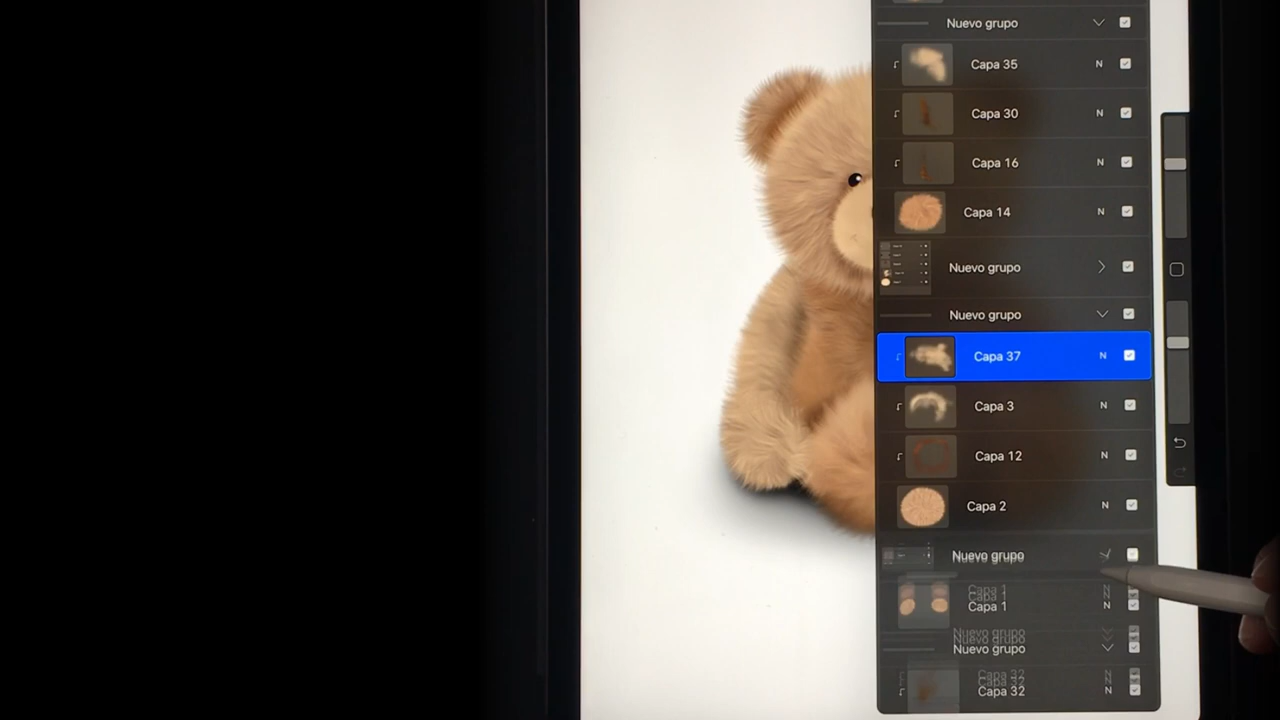 Nuevo grupo
Capa 35 N
Capa 30 N
Capa 16 N
Capa 14 N
Nuevo grupo
Nuevo grupo
Capa 37 N
Capa 3 N
Capa 12 N
Capa 2 N
Nuevo grupo
Capa 1 N
Nuevo grupo
Capa 32 N